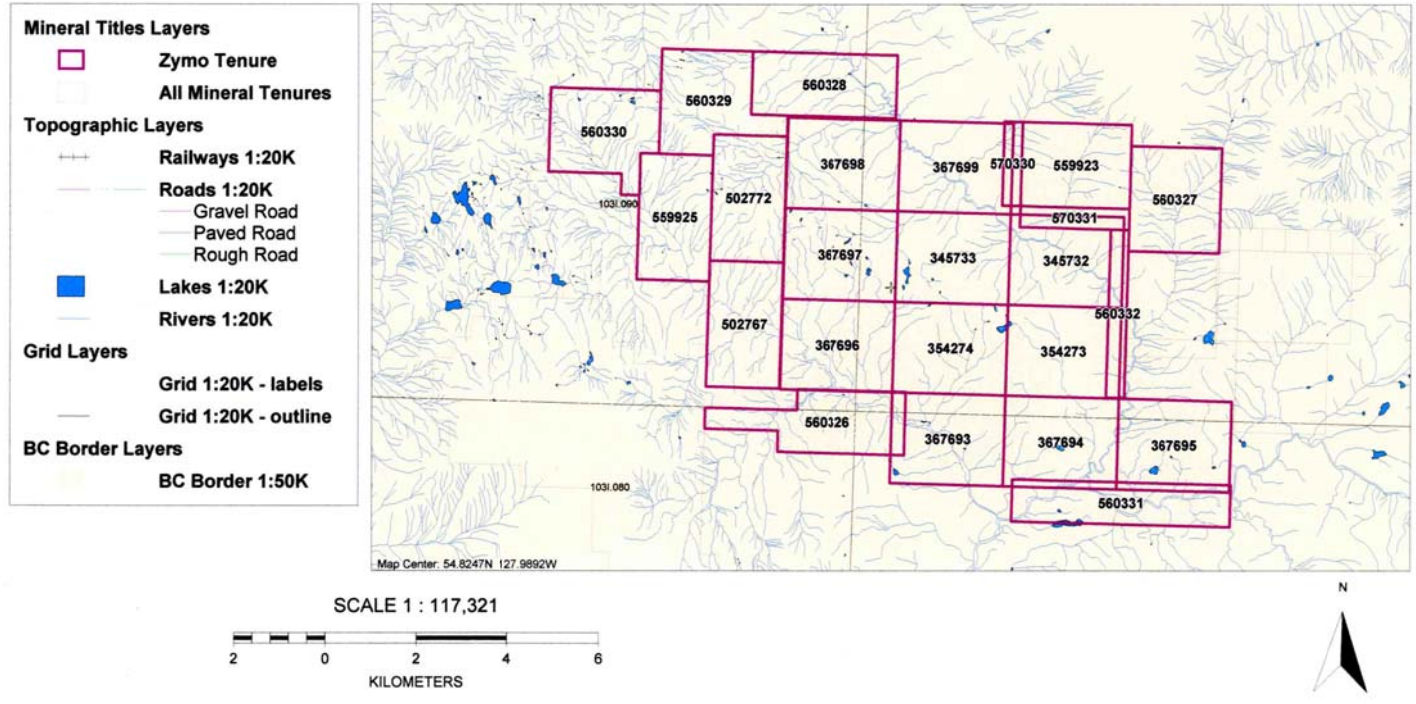 Mineral Titles Layers
Zymo Tenure
All Mineral Tenures
Topographic Layers
Railways 1:20K
Roads 1:20K
Gravel Road
Paved Road
Rough Road
Lakes 1:20K
Rivers 1:20K
Grid Layers
Grid 1:20K - labels
Grid 1:20K - outline
BC Border Layers
BC Border 1:50K
560328
560329
560330
367698
367699
570330
559923
560327
502772
559925
103I.090
570331
367697
345733
345732
560332
502767
367696
354274
354273
560326
367693
367694
367695
103I.080
560331
Map Center: 54.8247N 127.9892W
SCALE 1 : 117,321
2 0 2 4 6
KILOMETERS
N